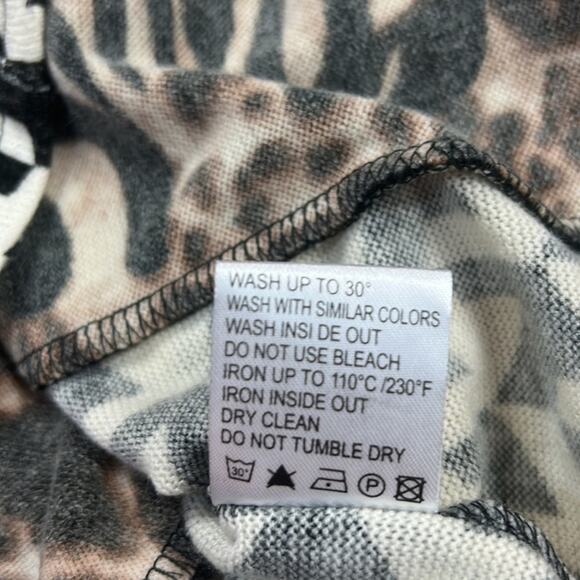 WASH UP TO 30°
WASH WITH SIMILAR COLORS
WASH INSI DE OUT
DO NOT USE BLEACH
IRON UP TO 110°C /230°F
IRON INSIDE OUT
DRY CLEAN
DO NOT TUMBLE DRY
30° P